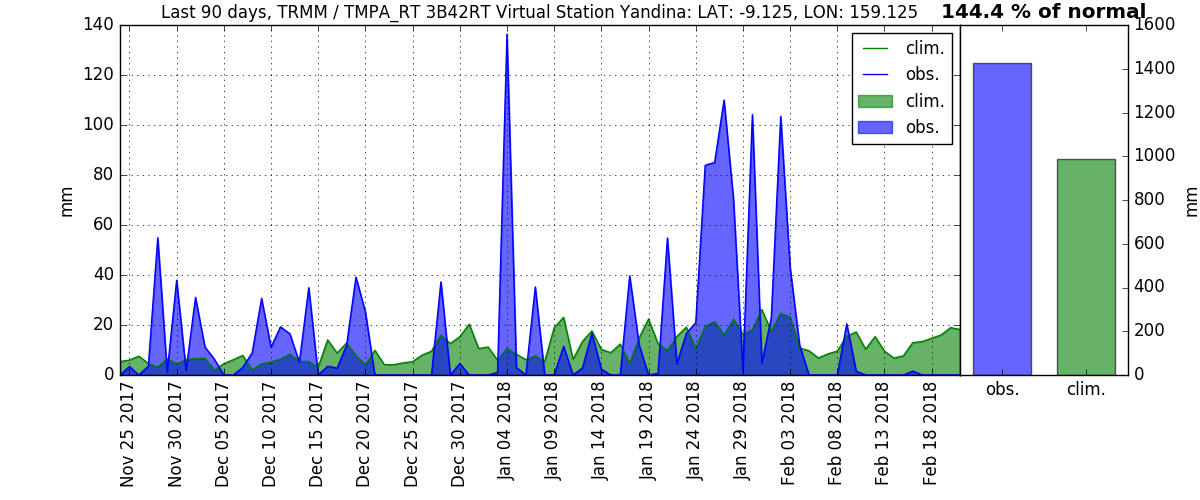 Last 90 days, TRMM / TMPA_RT 3B42RT Virtual Station Yandina: LAT: -9.125, LON: 159.125
144.4 % of normal
140
120
100
80
60
40
20
0
mm
clim.
obs.
clim.
obs.
Nov 25 2017
Nov 30 2017
Dec 05 2017
Dec 10 2017
Dec 15 2017
Dec 20 2017
Dec 25 2017
Dec 30 2017
Jan 04 2018
Jan 09 2018
Jan 14 2018
Jan 19 2018
Jan 24 2018
Jan 29 2018
Feb 03 2018
Feb 08 2018
Feb 13 2018
Feb 18 2018
1600
1400
1200
1000
800
600
400
200
0
mm
obs.
clim.